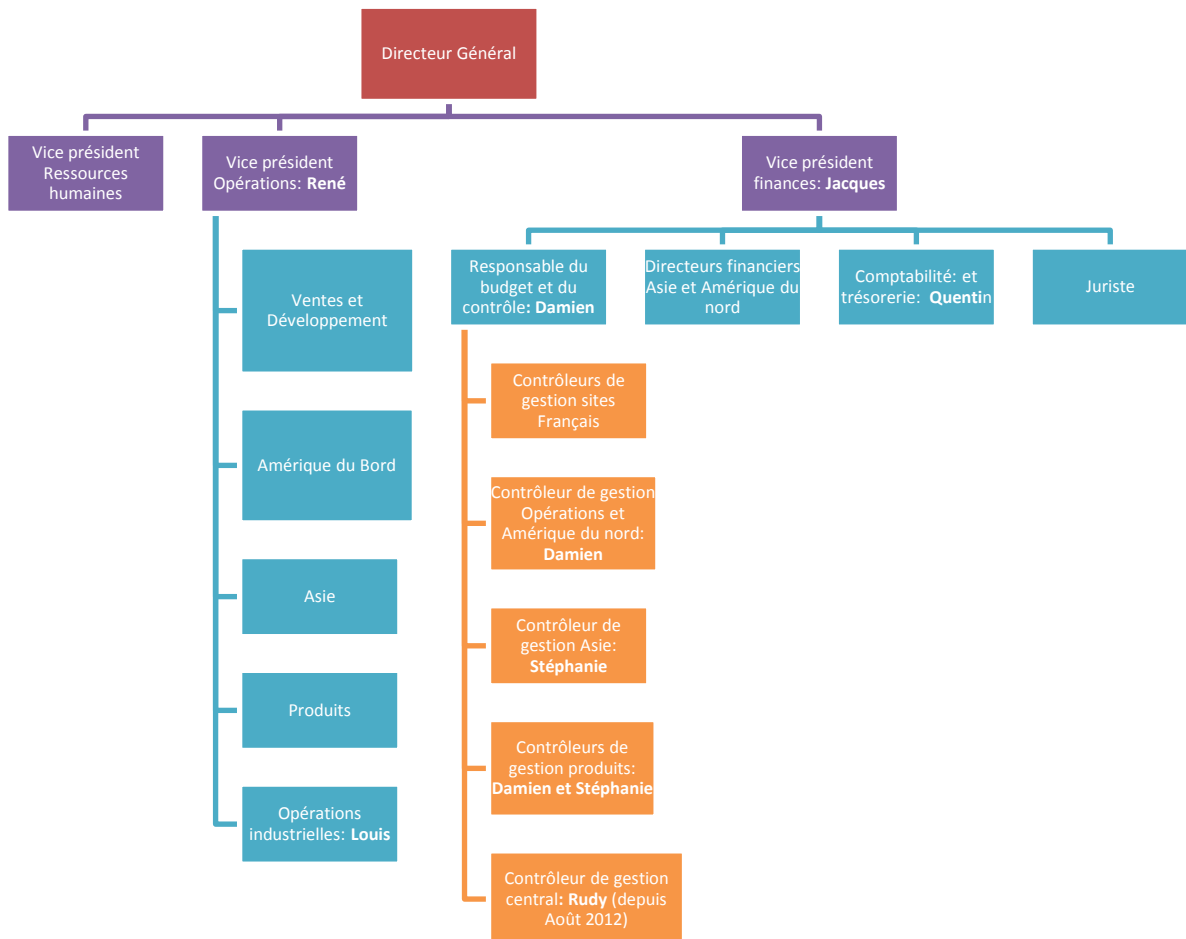 Directeur Général
Vice président
Ressources
humaines
Vice président
Opérations: René
Vice président
finances: Jacques
Ventes et
Développement
Amérique du Bord
Asie
Produits
Opérations
industrielles: Louis
Responsable du
budget et du
contrôle: Damien
Directeurs financiers
Asie et Amérique du
nord
Comptabilité: et
trésorerie: Quentin
Juriste
Contrôleurs de
gestion sites
Français
Contrôleur de gestion
Opérations et
Amérique du nord:
Damien
Contrôleur de
gestion Asie:
Stéphanie
Contrôleurs de
gestion produits:
Damien et Stéphanie
Contrôleur de gestion
central: Rudy (depuis
Août 2012)